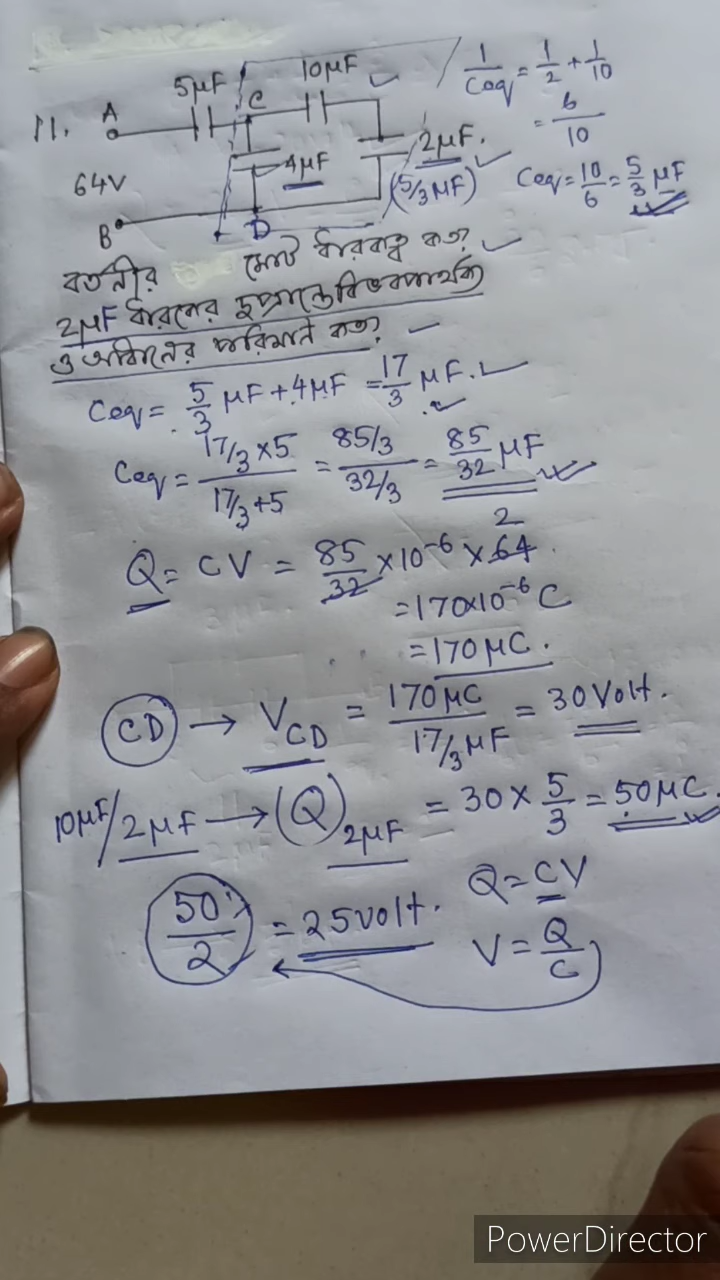 11. A 5μF C 10μF
1/Ceq = 1/2 + 1/10
= 6/10
Ceq = 10/6 = 5/3 μF
64V 4μF 2μF.
(5/3 μF)
B D
বর্তনীর মোট ধারকত্ব কত?
2μF ধারকের দুপ্রান্তে বিভবপার্থক্য
ও আধানের পরিমান কত?
Ceq = 5/3 μF + 4μF = 17/3 μF.
Ceq = (17/3 × 5)/(17/3 + 5) = (85/3)/(32/3) = 85/32 μF
Q = CV = 85/32 × 10⁻⁶ × 64 2
= 170×10⁻⁶ C
= 170 μC.
CD → V_CD = 170 μC/(17/3 μF) = 30 Volt.
10μF/2μF → (Q)_2μF = 30 × 5/3 = 50 μC.
50/2 = 25 volt. Q = CV
V = Q/C
PowerDirector